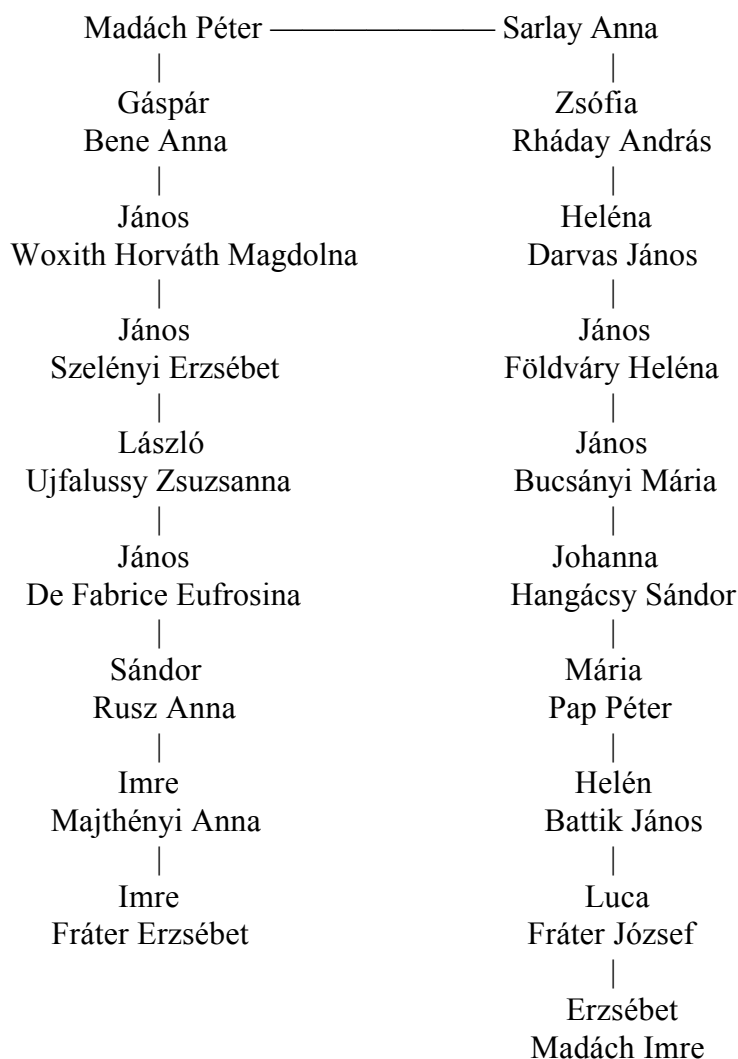 Madách Péter ——————— Sarlay Anna
Gáspár Zsófia
Bene Anna Rháday András
János Heléna
Woxith Horváth Magdolna Darvas János
János János
Szelényi Erzsébet Földváry Heléna
László János
Ujfalussy Zsuzsanna Bucsányi Mária
János Johanna
De Fabrice Eufrosina Hangácsy Sándor
Sándor Mária
Rusz Anna Pap Péter
Imre Helén
Majthényi Anna Battik János
Imre Luca
Fráter Erzsébet Fráter József
Erzsébet
Madách Imre